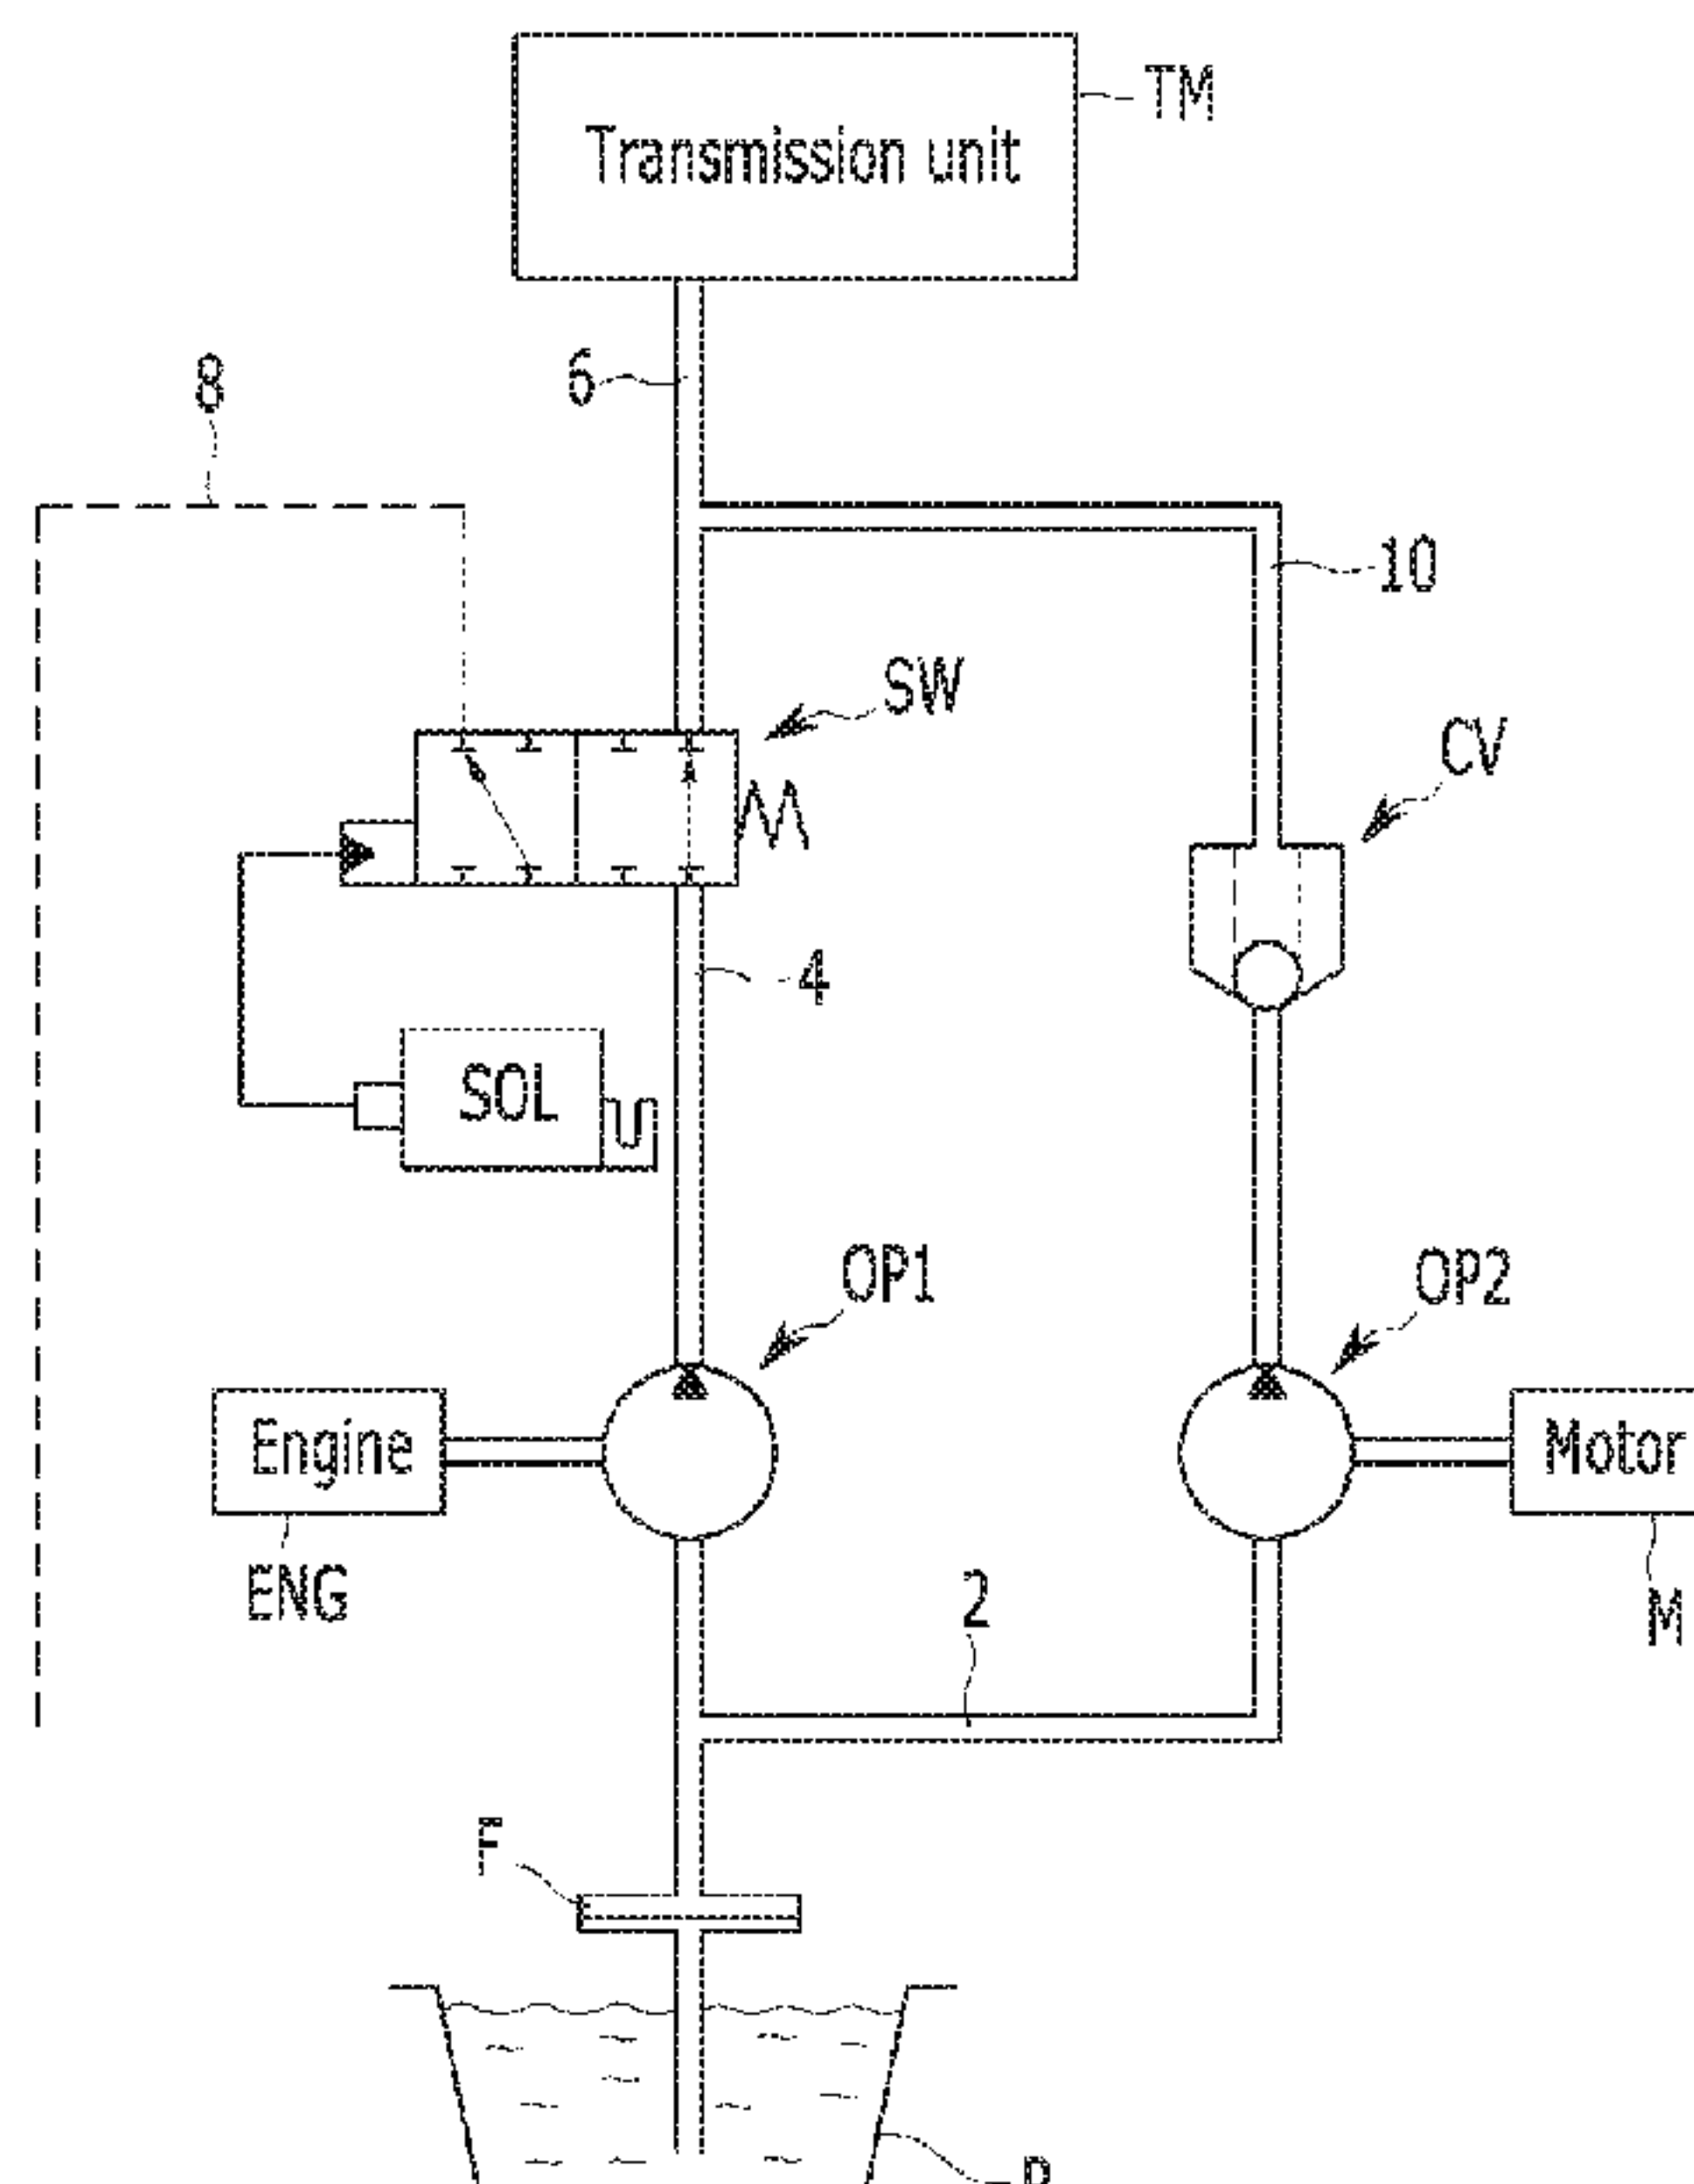 TM
Transmission unit
6
8
10
SW
CV
4
SOL
OP1
OP2
Engine
Motor
ENG
2
M
F